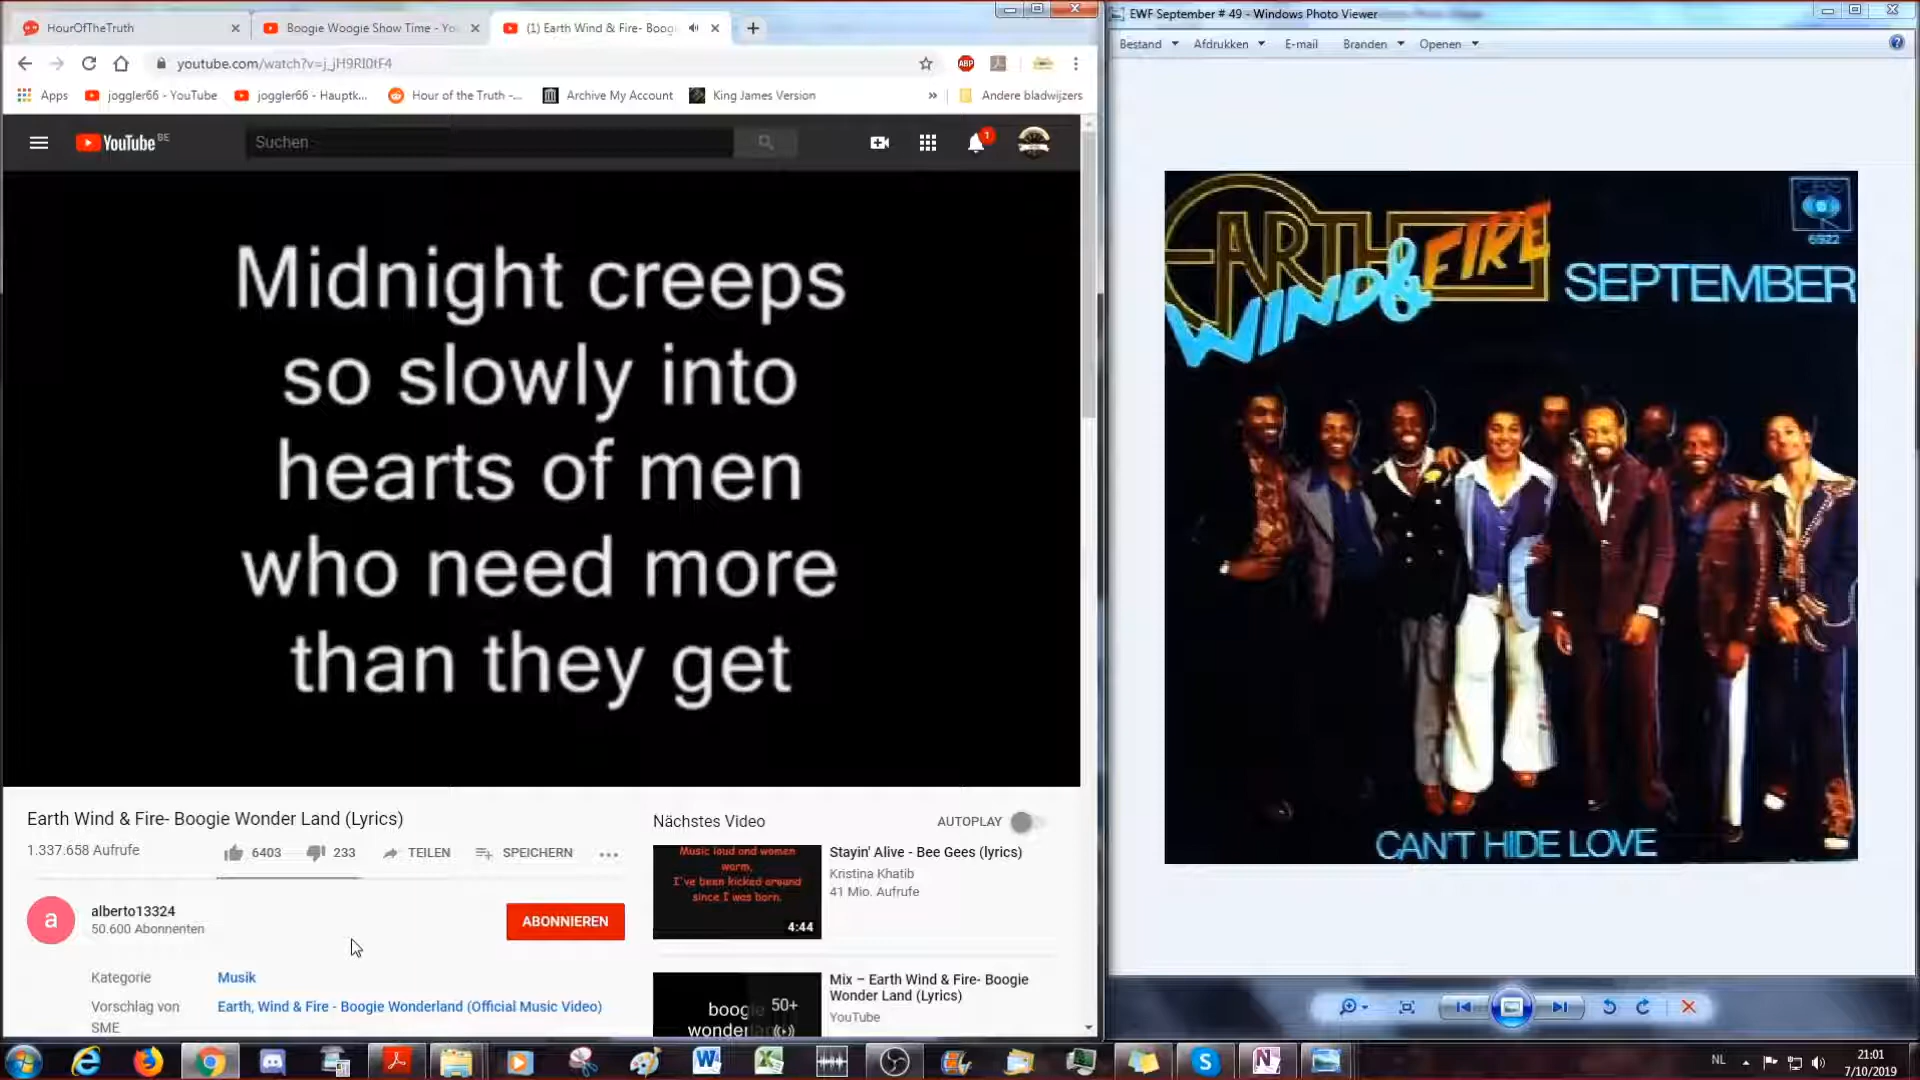 HourOfTheTruth
Boogie Woogie Show Time - Yo
(1) Earth Wind & Fire- Boog
youtube.com/watch?v=j_jH9RI0tF4
ABP
Apps
joggler66 - YouTube
joggler66 - Hauptk...
Hour of the Truth -...
Archive My Account
King James Version
»
Andere bladwijzers
YouTube BE
Suchen
1
Midnight creeps
so slowly into
hearts of men
who need more
than they get
Earth Wind & Fire- Boogie Wonder Land (Lyrics)
1.337.658 Aufrufe
6403
233
TEILEN
SPEICHERN
a
alberto13324
50.600 Abonnenten
ABONNIEREN
Kategorie
Musik
Vorschlag von
SME
Earth, Wind & Fire - Boogie Wonderland (Official Music Video)
Nächstes Video
AUTOPLAY
Music loud and women
warm,
I've been kicked around
since I was born.
4:44
Stayin' Alive - Bee Gees (lyrics)
Kristina Khatib
41 Mio. Aufrufe
boogie
wonderla
50+
Mix – Earth Wind & Fire- Boogie
Wonder Land (Lyrics)
YouTube
EWF September # 49 - Windows Photo Viewer
Bestand
Afdrukken
E-mail
Branden
Openen
EARTH
WIND & FIRE
SEPTEMBER
CBS
6922
CAN'T HIDE LOVE
NL
21:01
7/10/2019